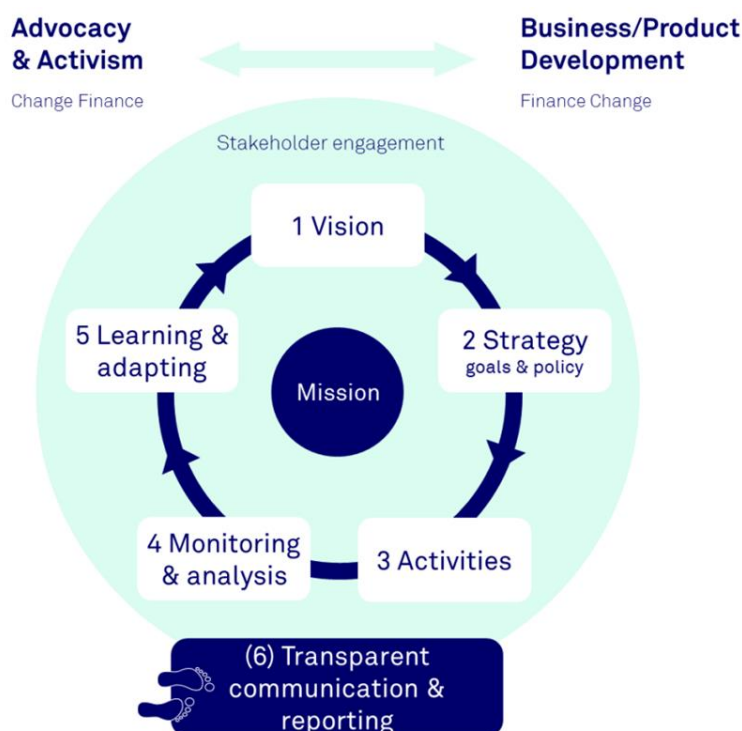 Advocacy
& Activism
Change Finance
Business/Product
Development
Finance Change
Stakeholder engagement
1 Vision
2 Strategy
goals & policy
3 Activities
4 Monitoring
& analysis
5 Learning &
adapting
Mission
(6) Transparent
communication &
reporting